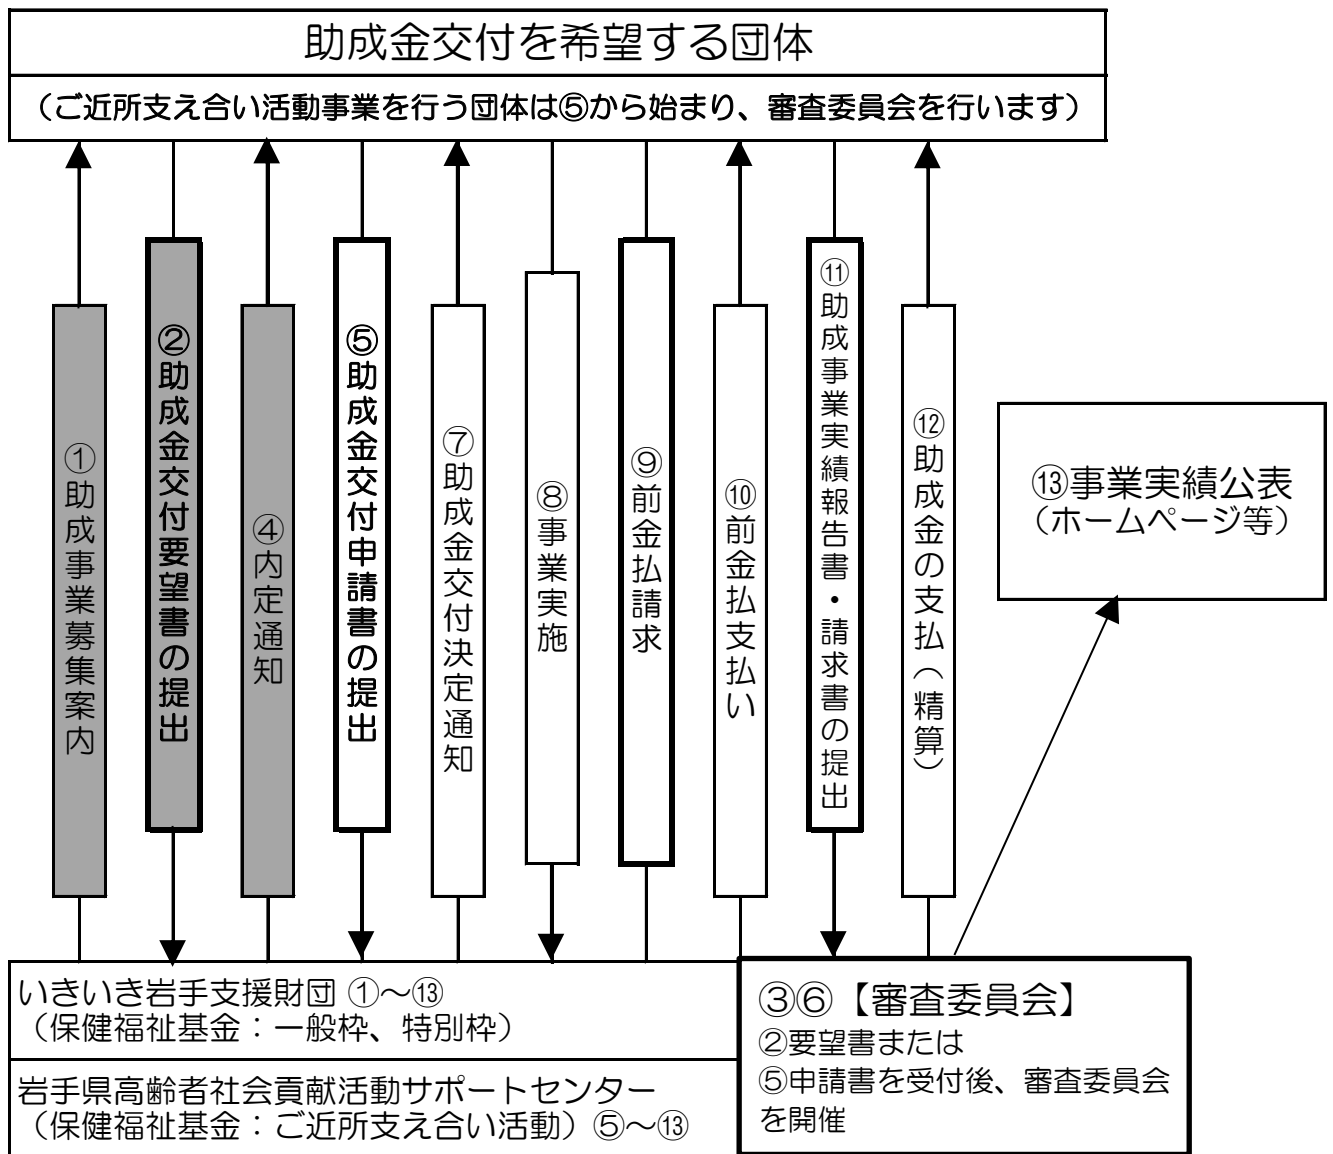 助成金交付を希望する団体
（ご近所支え合い活動事業を行う団体は⑤から始まり、審査委員会を行います）
①助成事業募集案内
②助成金交付要望書の提出
④内定通知
⑤助成金交付申請書の提出
⑦助成金交付決定通知
⑧事業実施
⑨前金払請求
⑩前金払支払い
⑪助成事業実績報告書・請求書の提出
⑫助成金の支払（精算）
⑬事業実績公表
（ホームページ等）
いきいき岩手支援財団 ①～⑬
（保健福祉基金：一般枠、特別枠）
岩手県高齢者社会貢献活動サポートセンター
（保健福祉基金：ご近所支え合い活動）⑤～⑬
③⑥【審査委員会】
②要望書または
⑤申請書を受付後、審査委員会
を開催